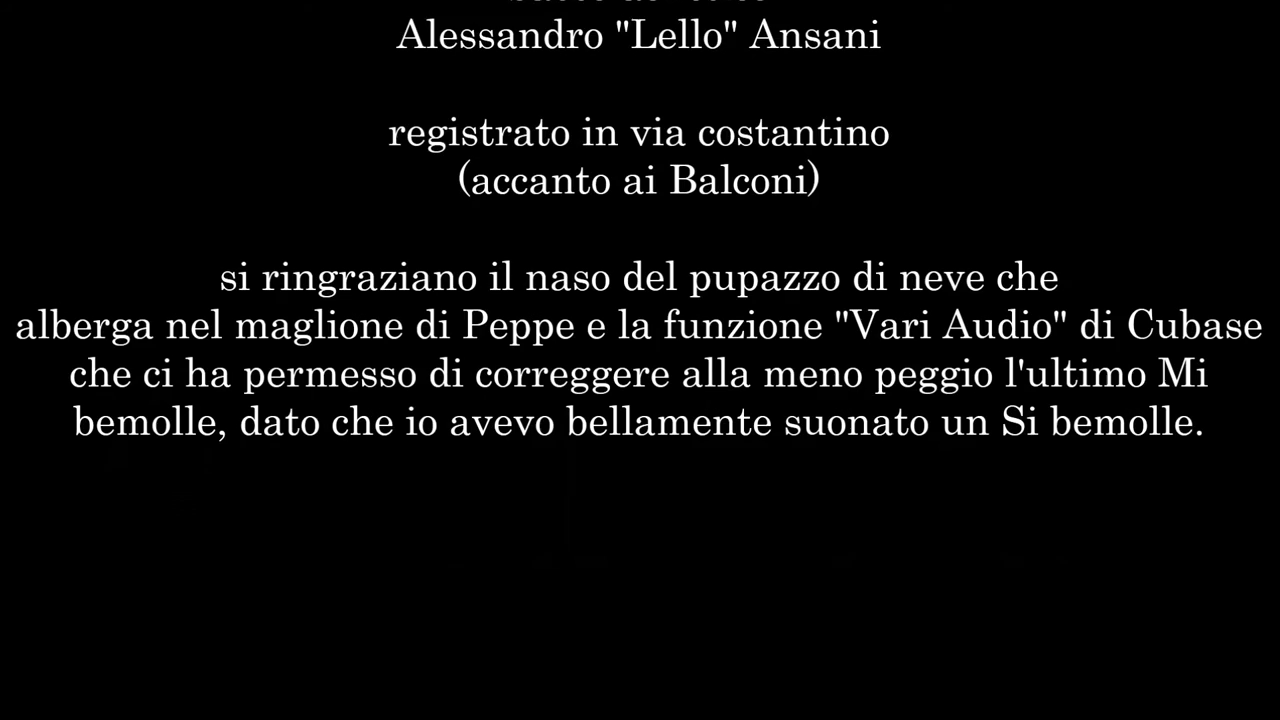 Alessandro "Lello" Ansani
registrato in via costantino
(accanto ai Balconi)
si ringraziano il naso del pupazzo di neve che
alberga nel maglione di Peppe e la funzione "Vari Audio" di Cubase
che ci ha permesso di correggere alla meno peggio l'ultimo Mi
bemolle, dato che io avevo bellamente suonato un Si bemolle.